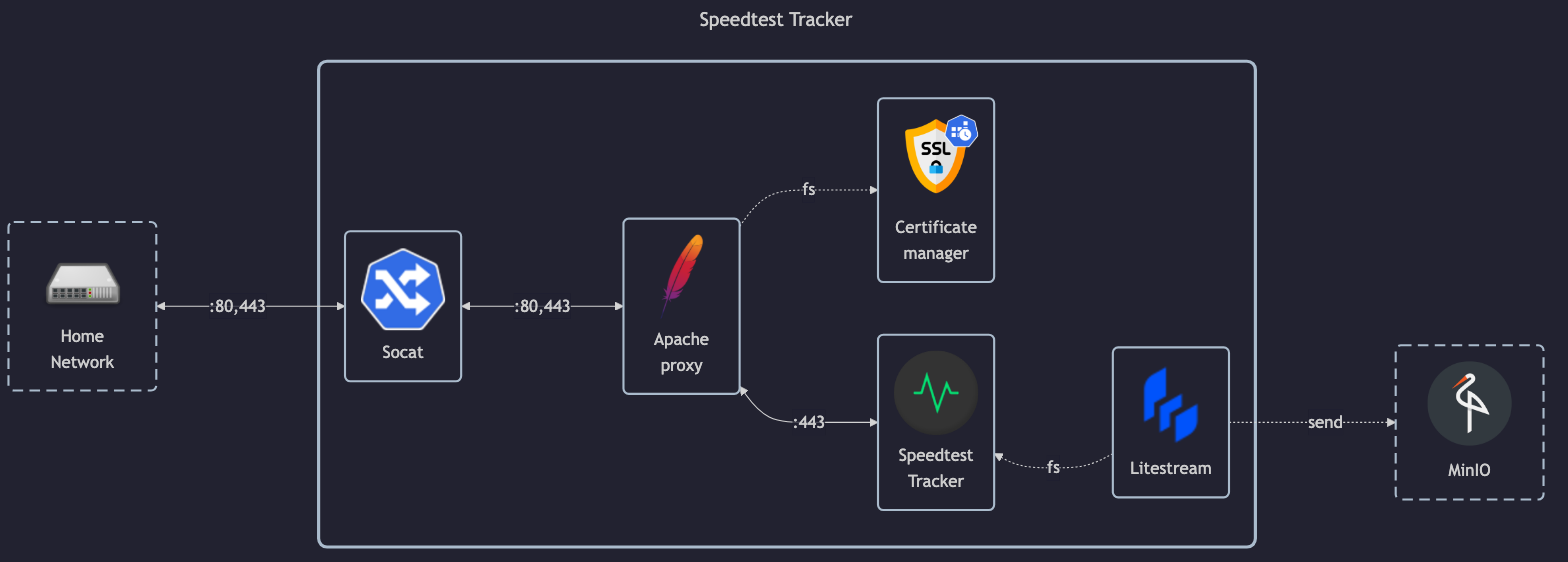 Speedtest Tracker
SSL
Certificate
manager
fs
Home
Network
:80,443
Socat
:80,443
Apache
proxy
:443
Speedtest
Tracker
fs
Litestream
send
MinIO